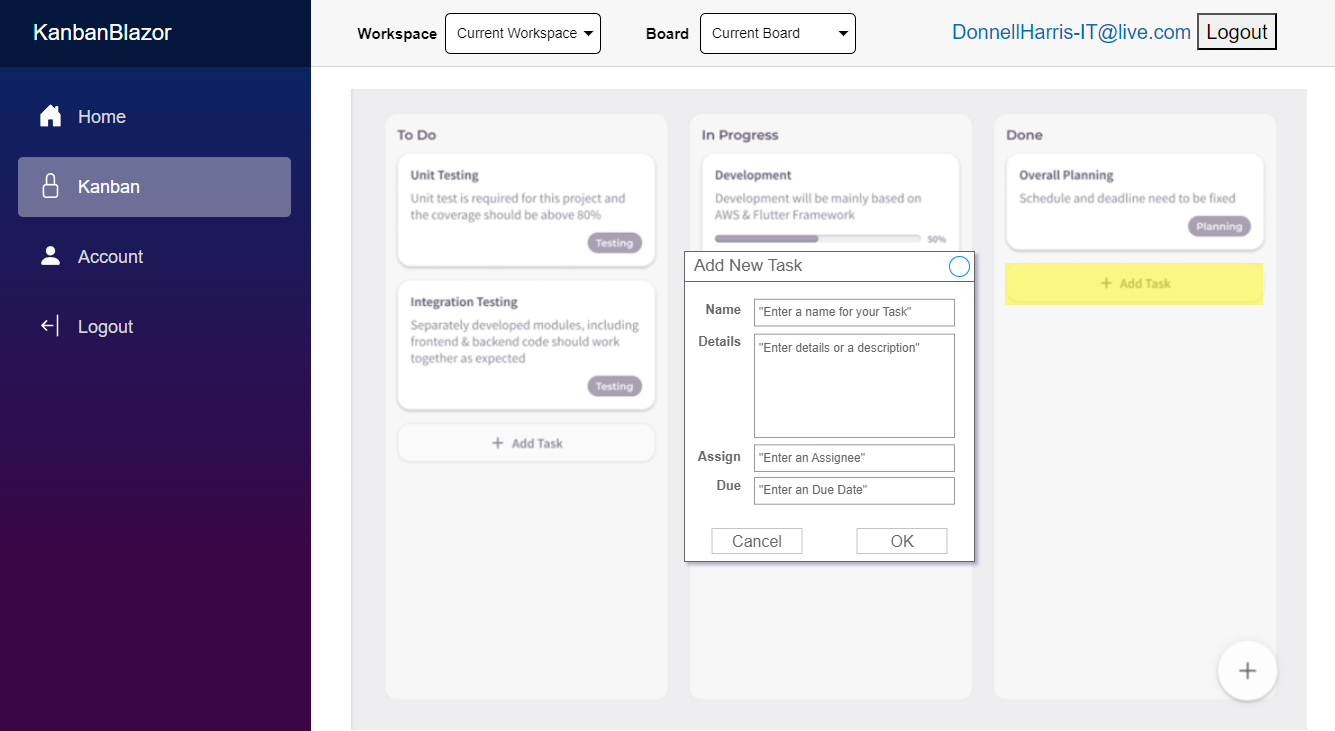 KanbanBlazor
Workspace
Current Workspace
Board
Current Board
DonnellHarris-IT@live.com
Logout
Home
Kanban
Account
Logout
To Do
Unit Testing
Unit test is required for this project and
the coverage should be above 80%
Testing
Integration Testing
Separately developed modules, including
frontend & backend code should work
together as expected
Testing
+ Add Task
In Progress
Development
Development will be mainly based on
AWS & Flutter Framework
50%
Done
Overall Planning
Schedule and deadline need to be fixed
Planning
+ Add Task
Add New Task
Name
"Enter a name for your Task"
Details
"Enter details or a description"
Assign
"Enter an Assignee"
Due
"Enter an Due Date"
Cancel
OK
+